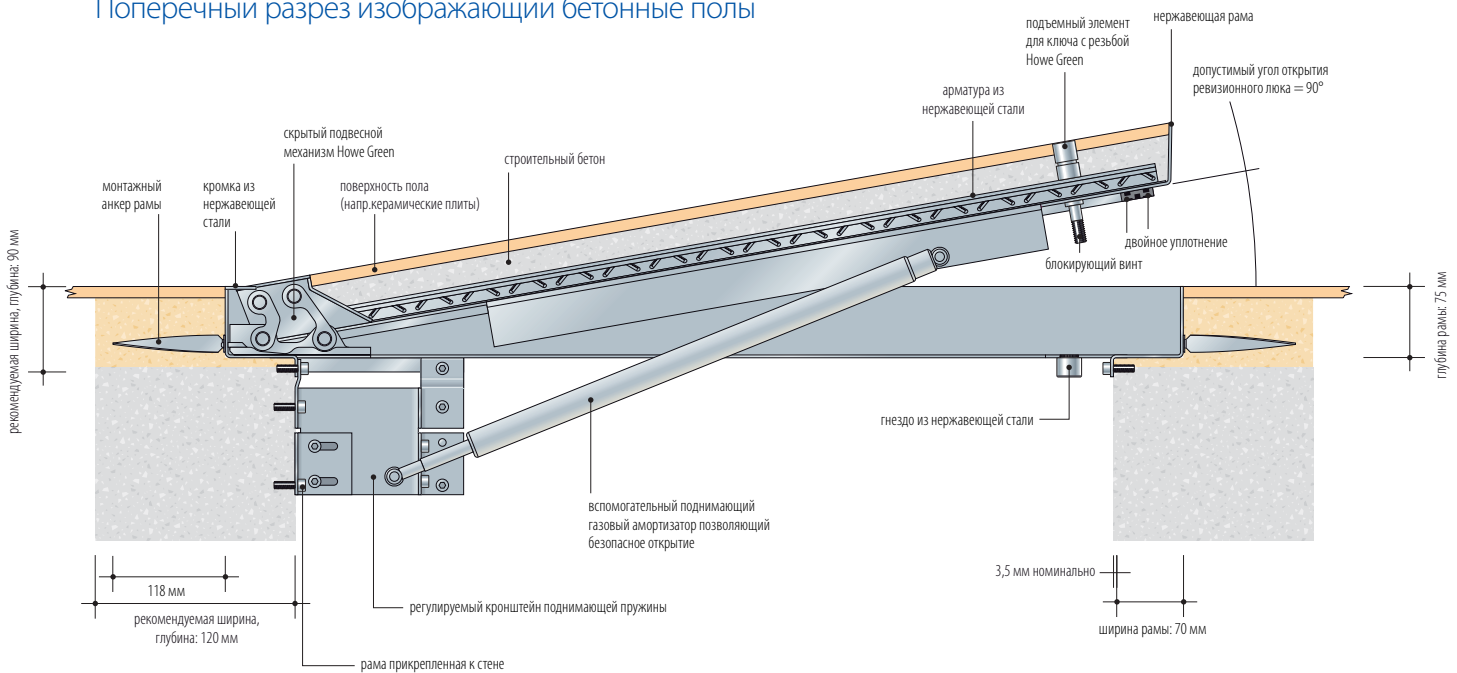 Поперечный разрез изображающий бетонные полы
подъемный элемент
для ключа с резьбой
Howe Green
нержавеющая рама
допустимый угол открытия
ревизионного люка = 90°
арматура из
нержавеющей стали
скрытый подвесной
механизм Howe Green
строительный бетон
монтажный
анкер рамы
кромка из
нержавеющей
стали
поверхность пола
(напр.керамические плиты)
двойное уплотнение
блокирующий винт
рекомендуемая ширина, глубина: 90 мм
глубина рамы: 75 мм
гнездо из нержавеющей стали
вспомогательный поднимающий
газовый амортизатор позволяющий
безопасное открытие
3,5 мм номинально
118 мм
рекомендуемая ширина,
глубина: 120 мм
регулируемый кронштейн поднимающей пружины
ширина рамы: 70 мм
рама прикрепленная к стене